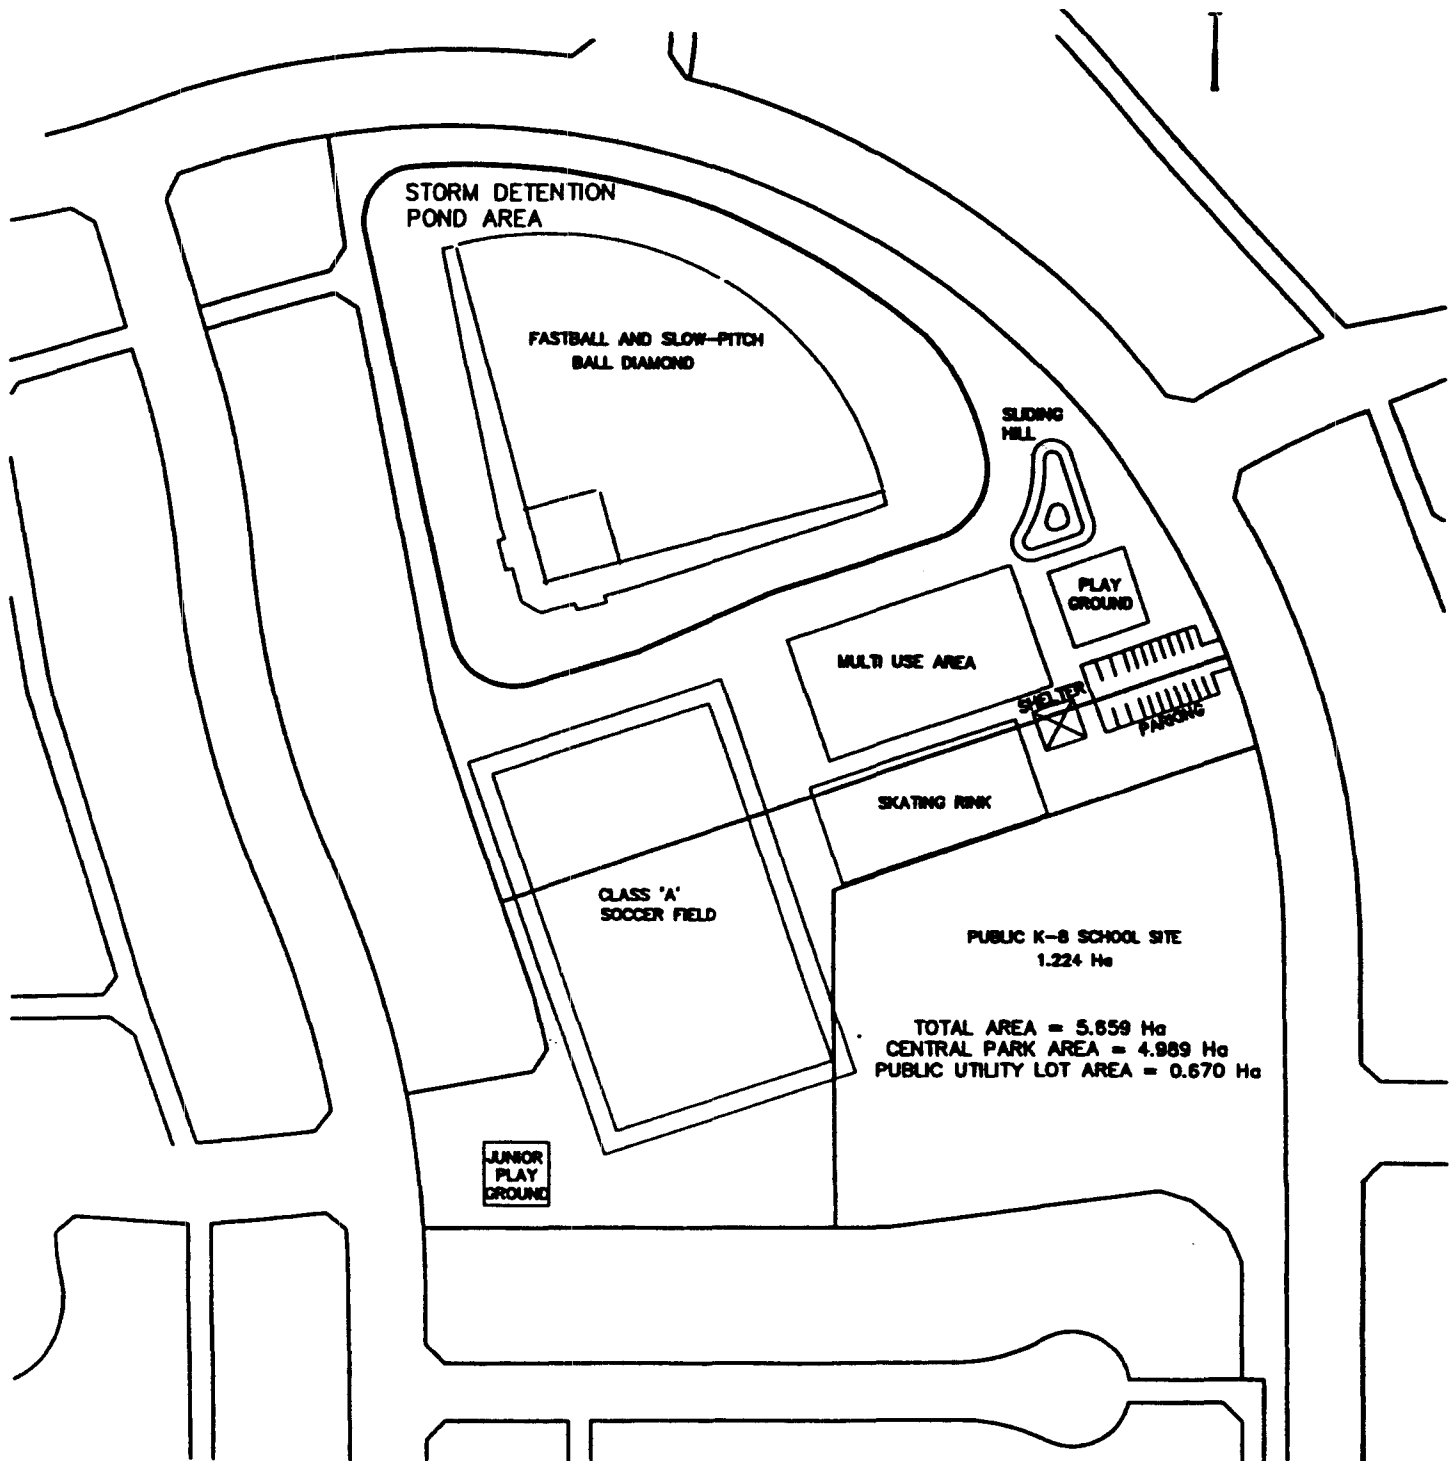 STORM DETENTION
POND AREA
FASTBALL AND SLOW-PITCH
BALL DIAMOND
SLIDING
HILL
PLAY
GROUND
MULTI USE AREA
SHELTER
PARKING
SKATING RINK
CLASS 'A'
SOCCER FIELD
PUBLIC K-8 SCHOOL SITE
1.224 Ha
TOTAL AREA = 5.659 Ha
CENTRAL PARK AREA = 4.989 Ha
PUBLIC UTILITY LOT AREA = 0.670 Ha
JUNIOR
PLAY
GROUND